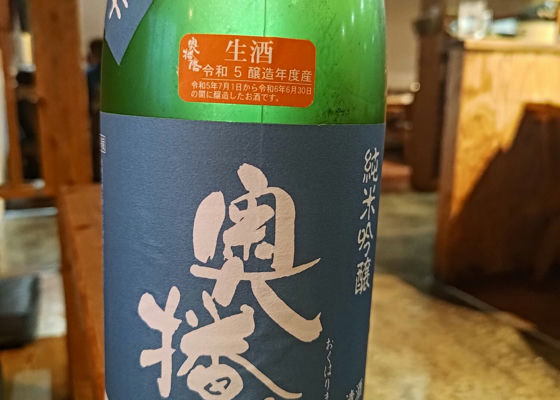 奥播磨
生酒
令和 5 醸造年度産
令和5年7月1日から令和6年6月30日
の間に醸造したお酒です。
純米吟醸
奥播
おくはりま